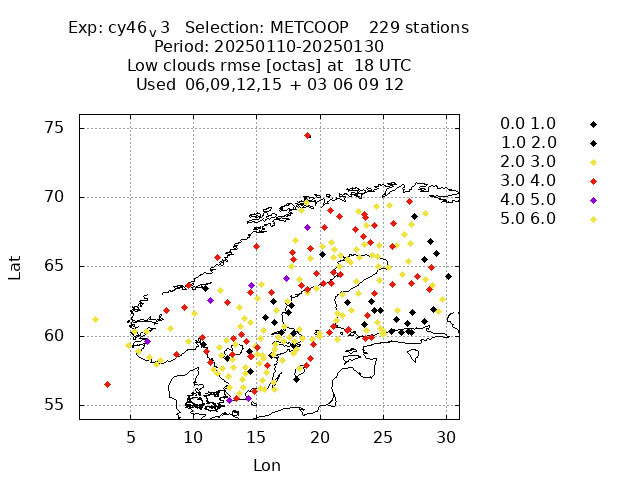 Exp: cy46v3 Selection: METCOOP 229 stations
Period: 20250110-20250130
Low clouds rmse [octas] at 18 UTC
Used 06,09,12,15 + 03 06 09 12
75
70
65
60
55
5 10 15 20 25 30
Lat
Lon
0.0 1.0
1.0 2.0
2.0 3.0
3.0 4.0
4.0 5.0
5.0 6.0